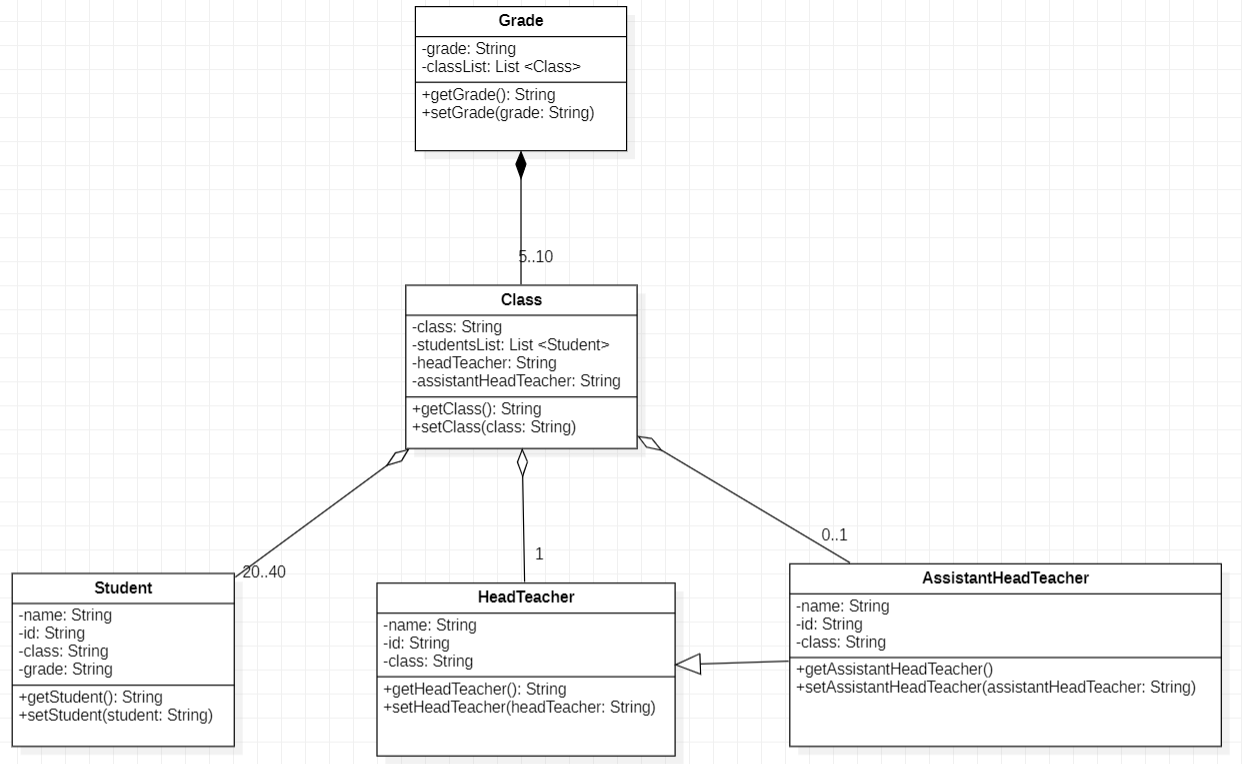 Grade
-grade: String
-classList: List <Class>
+getGrade(): String
+setGrade(grade: String)
5..10
Class
-class: String
-studentsList: List <Student>
-headTeacher: String
-assistantHeadTeacher: String
+getClass(): String
+setClass(class: String)
20..40
1
0..1
Student
-name: String
-id: String
-class: String
-grade: String
+getStudent(): String
+setStudent(student: String)
HeadTeacher
-name: String
-id: String
-class: String
+getHeadTeacher(): String
+setHeadTeacher(headTeacher: String)
AssistantHeadTeacher
-name: String
-id: String
-class: String
+getAssistantHeadTeacher()
+setAssistantHeadTeacher(assistantHeadTeacher: String)